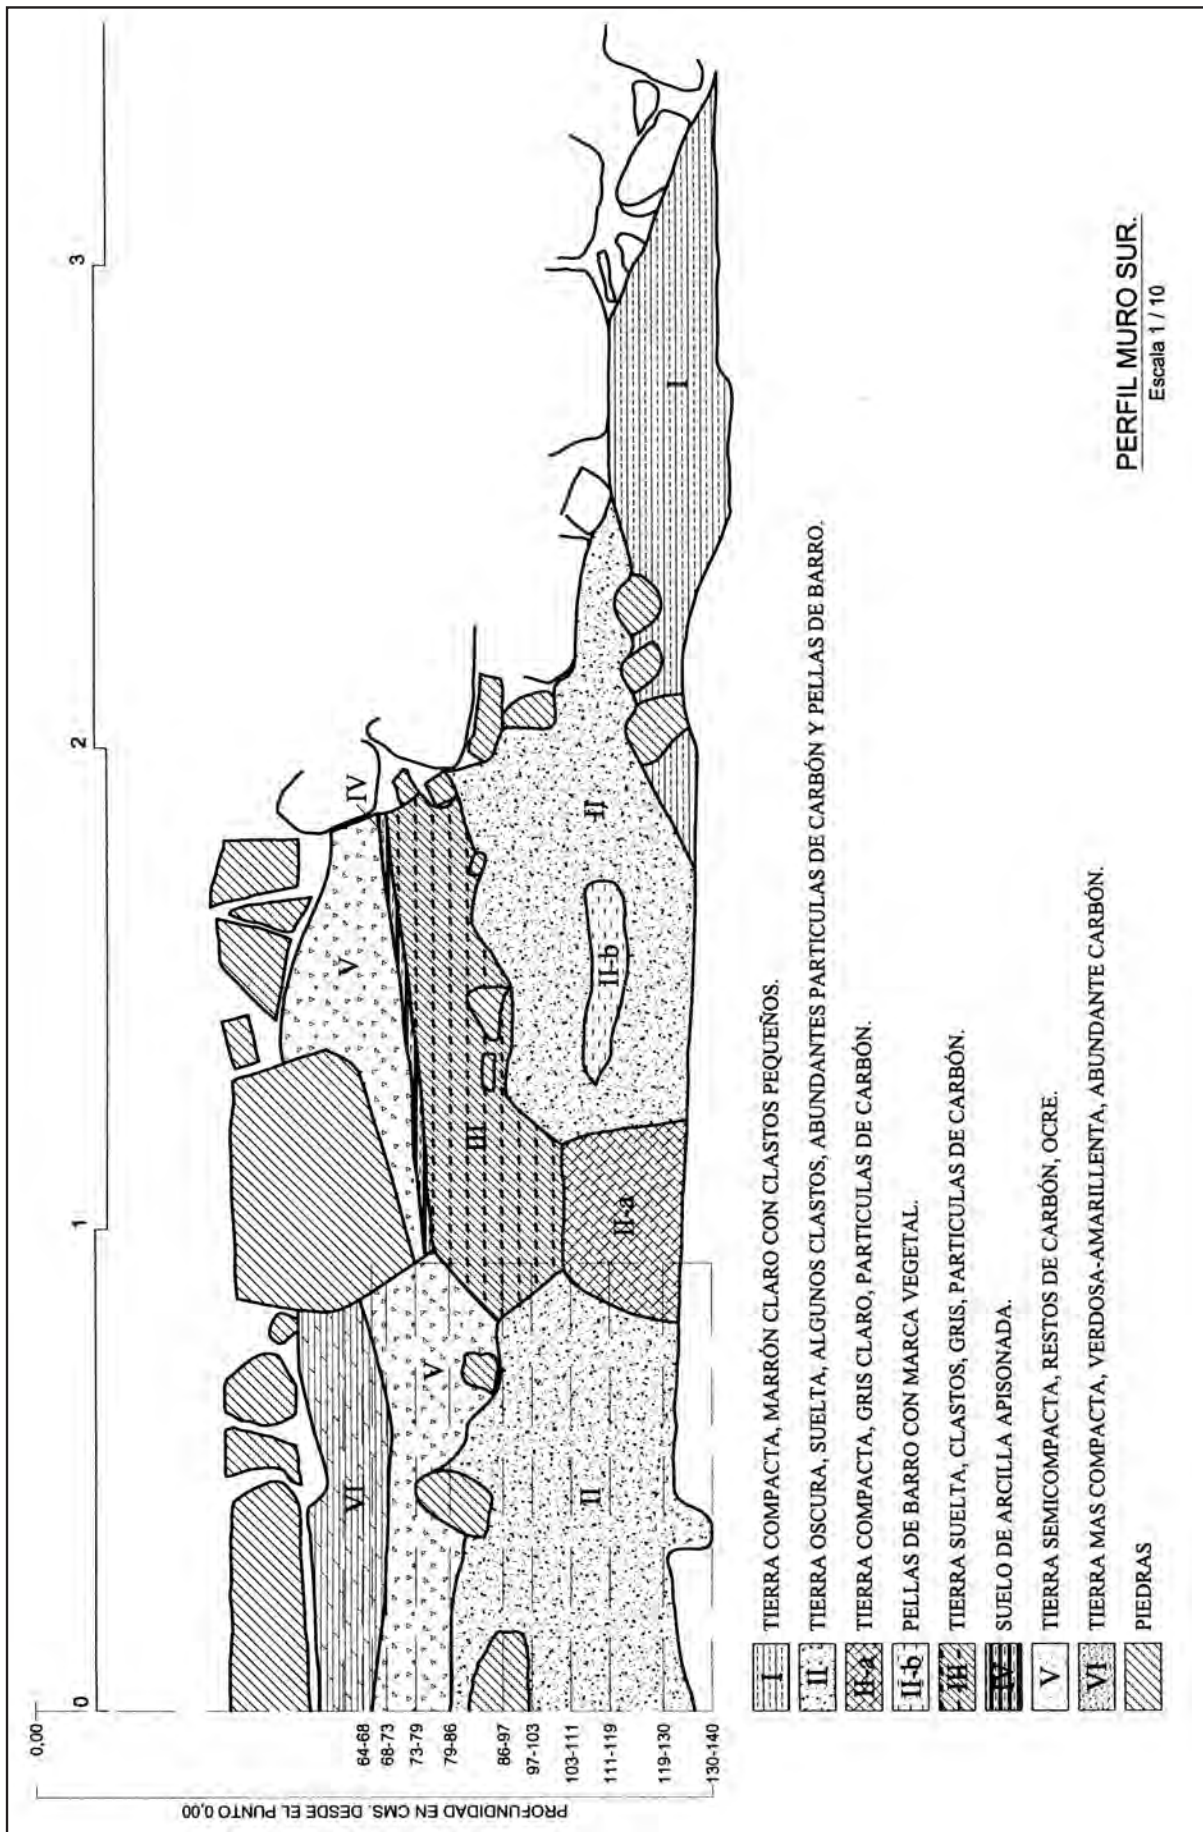 0 1 2 3
0,00
PROFUNDIDAD EN CMS. DESDE EL PUNTO 0,00
64-68
68-73
73-79
79-86
86-97
97-103
103-111
111-119
119-130
130-140
VI
V
V
IV
III
II
II-a
II-b
II
I
I TIERRA COMPACTA, MARRÓN CLARO CON CLASTOS PEQUEÑOS.
II TIERRA OSCURA, SUELTA, ALGUNOS CLASTOS, ABUNDANTES PARTICULAS DE CARBÓN Y PELLAS DE BARRO.
II-a TIERRA COMPACTA, GRIS CLARO, PARTICULAS DE CARBÓN.
II-b PELLAS DE BARRO CON MARCA VEGETAL.
III TIERRA SUELTA, CLASTOS, GRIS, PARTICULAS DE CARBÓN.
IV SUELO DE ARCILLA APISONADA.
V TIERRA SEMICOMPACTA, RESTOS DE CARBÓN, OCRE.
VI TIERRA MAS COMPACTA, VERDOSA-AMARILLENTA, ABUNDANTE CARBÓN.
PIEDRAS
PERFIL MURO SUR.
Escala 1 / 10